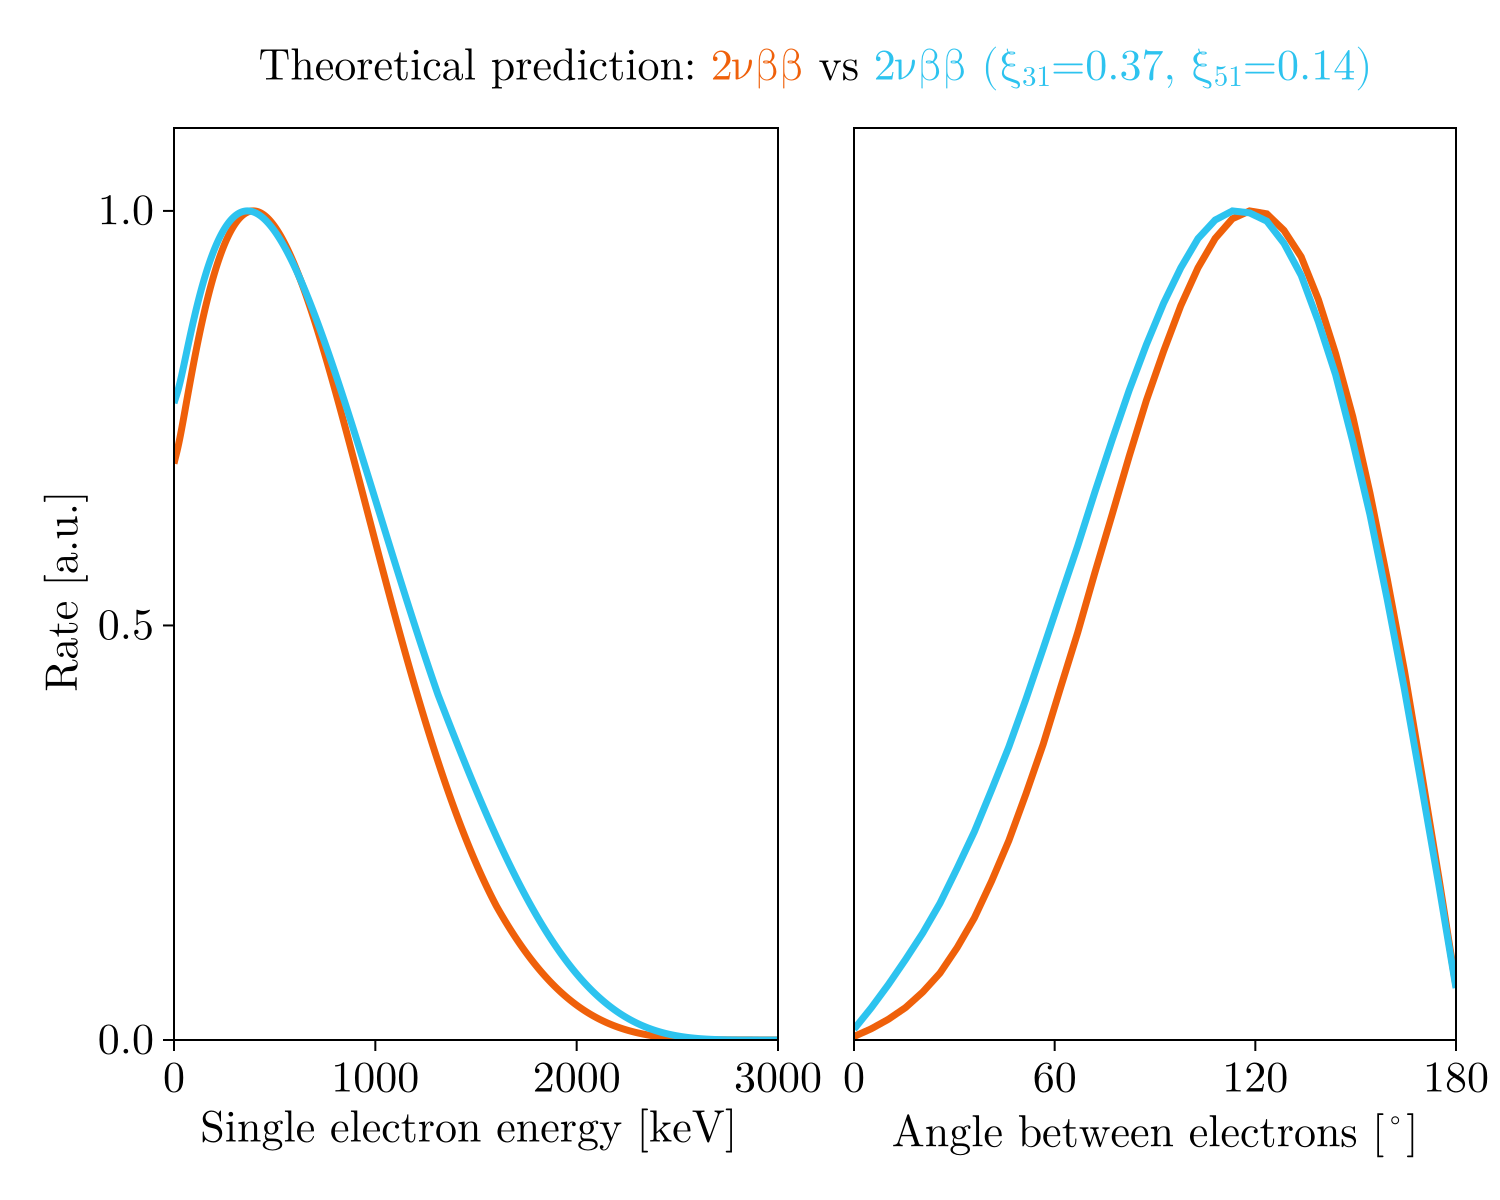 Theoretical prediction: 2νββ vs 2νββ (ξ₃₁=0.37, ξ₅₁=0.14)
Rate [a.u.]
1.0
0.5
0.0
0 1000 2000 3000
Single electron energy [keV]
0 60 120 180
Angle between electrons [°]